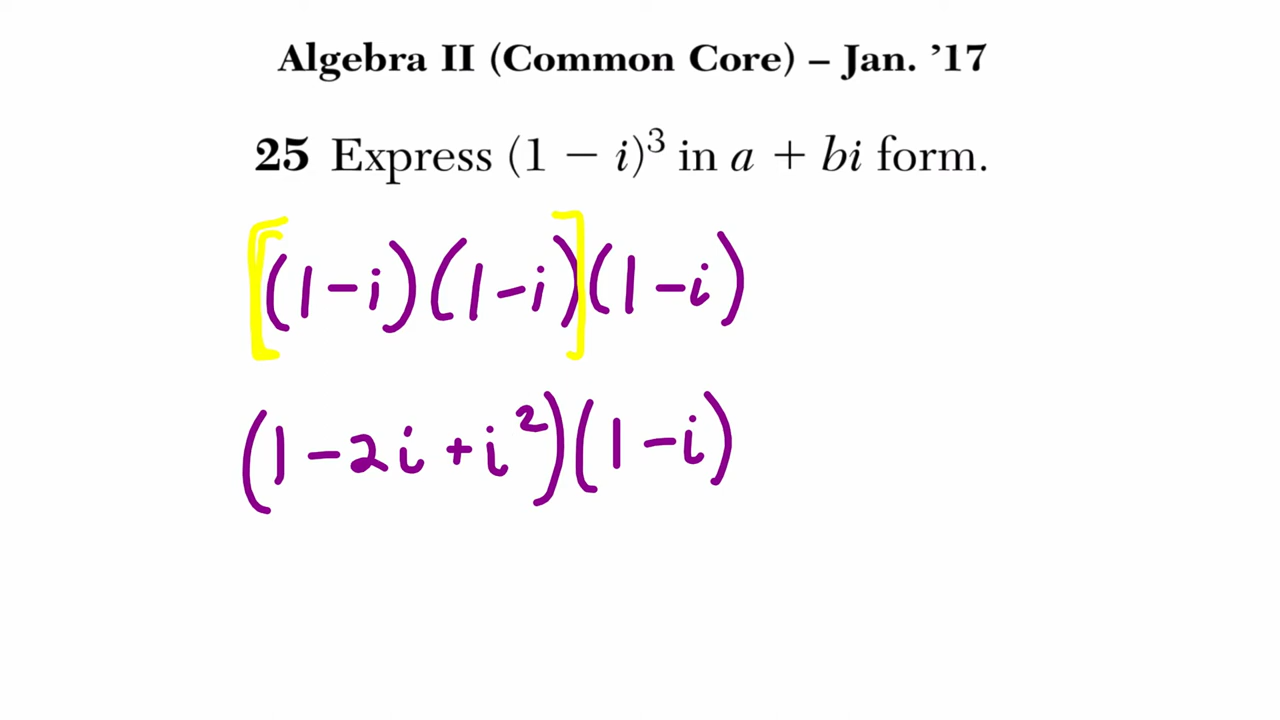 Algebra II (Common Core) – Jan. ’17
25 Express (1 − i)³ in a + bi form.
[(1-i)(1-i)](1-i)
(1-2i+i²)(1-i)